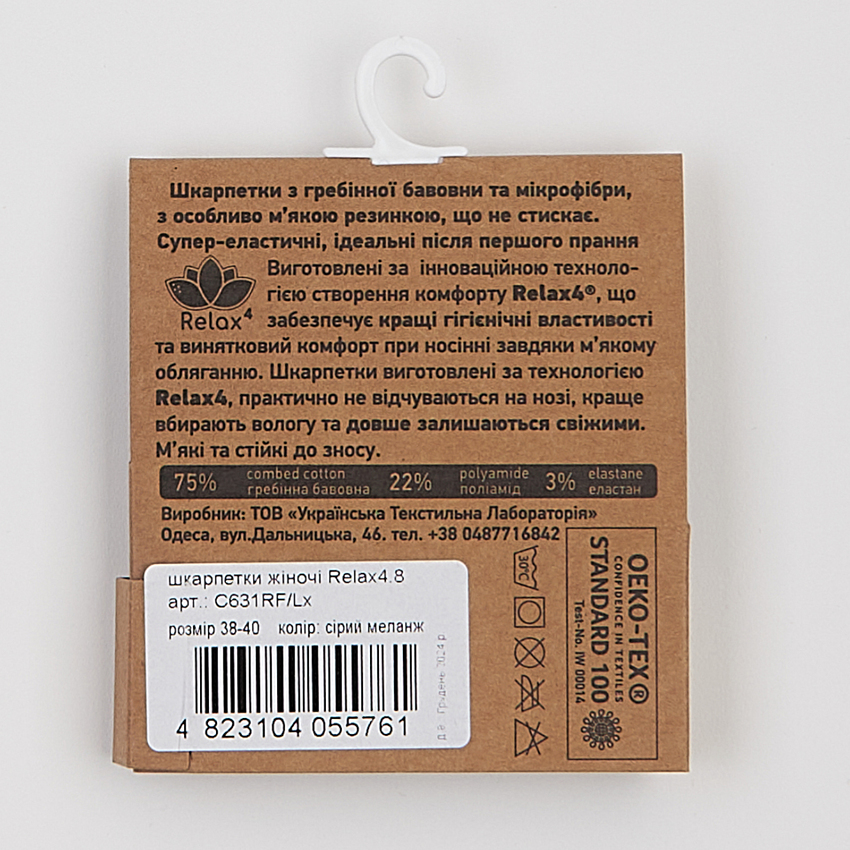 Шкарпетки з гребінної бавовни та мікрофібри,
з особливо м'якою резинкою, що не стискає.
Супер-еластичні, ідеальні після першого прання
Виготовлені за інноваційною техноло-
гією створення комфорту Relax4®, що
Relax4
забезпечує кращі гігієнічні властивості
та винятковий комфорт при носінні завдяки м'якому
обляганню. Шкарпетки виготовлені за технологією
Relax4, практично не відчуваються на нозі, краще
вбирають вологу та довше залишаються свіжими.
М'які та стійкі до зносу.
75% combed cotton 22% polyamide 3% elastane
гребінна бавовна поліамід еластан
Виробник: ТОВ «Українська Текстильна Лабораторія»
Одеса, вул.Дальницька, 46. тел. +38 0487716842
шкарпетки жіночі Relax4.8
арт.: C631RF/Lx
розмір 38-40 колір: сірий меланж
4 823104 055761
Д.в. Грудень 2024 р.
30°C
OEKO-TEX®
CONFIDENCE IN TEXTILES
STANDARD 100
Test-No. IW 00014